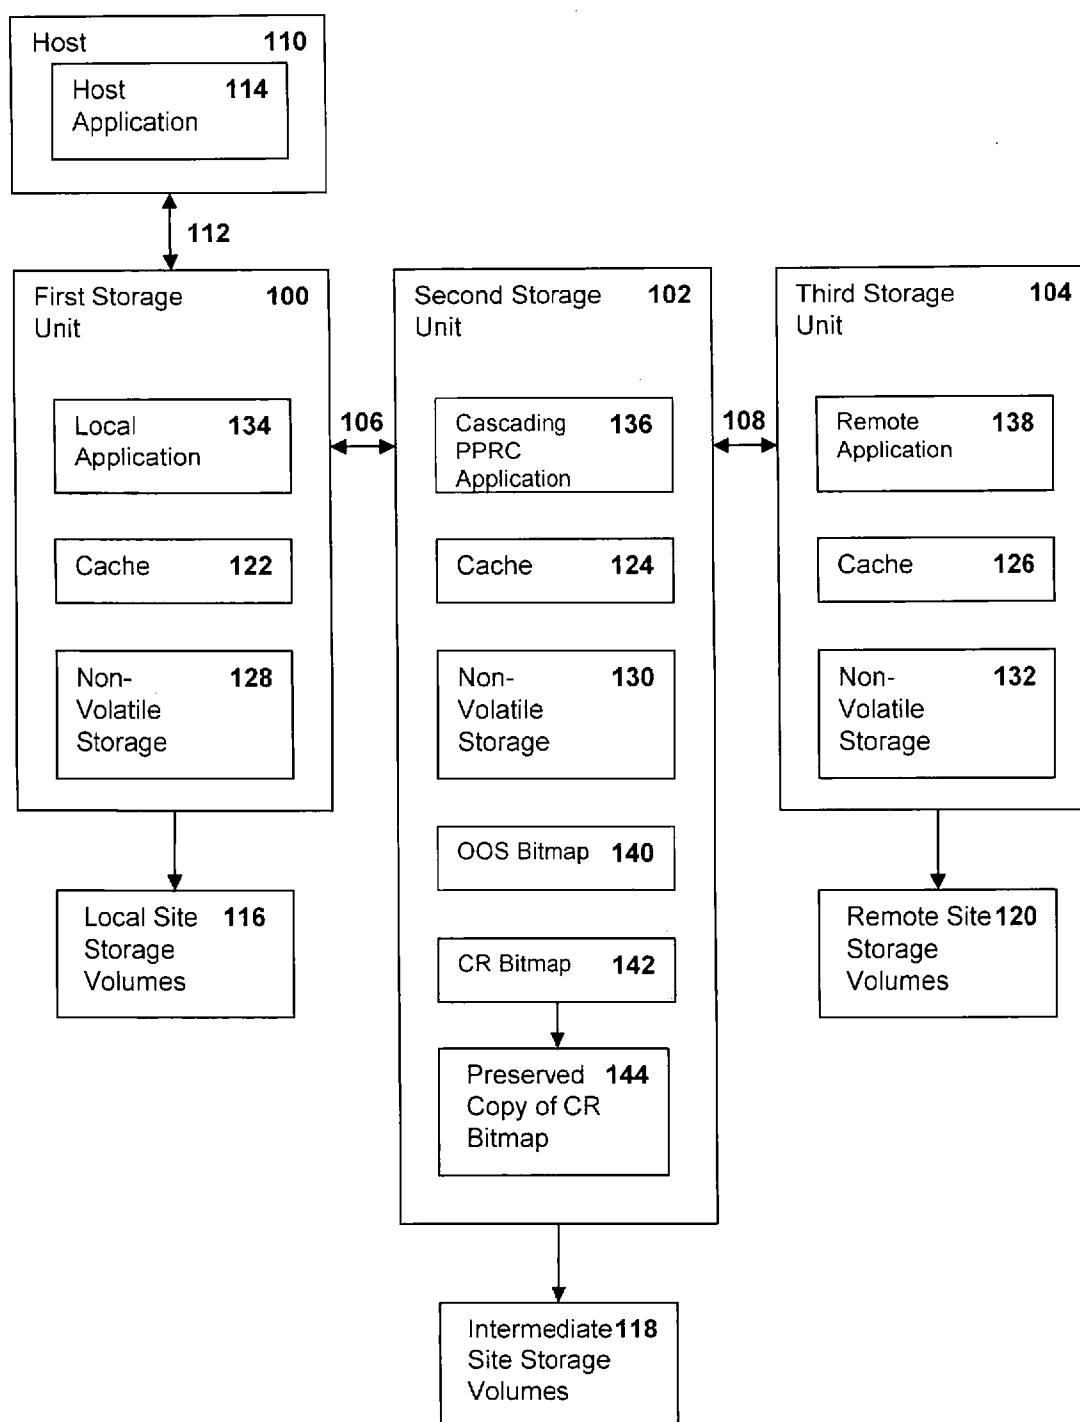 Host 110
Host 114
Application
112
First Storage 100
Unit
Second Storage 102
Unit
Third Storage 104
Unit
Local 134
Application
106
Cascading 136
PPRC
Application
108
Remote 138
Application
Cache 122
Cache 124
Cache 126
Non- 128
Volatile
Storage
Non- 130
Volatile
Storage
Non- 132
Volatile
Storage
OOS Bitmap 140
Local Site 116
Storage
Volumes
Remote Site 120
Storage
Volumes
CR Bitmap 142
Preserved 144
Copy of CR
Bitmap
Intermediate 118
Site Storage
Volumes